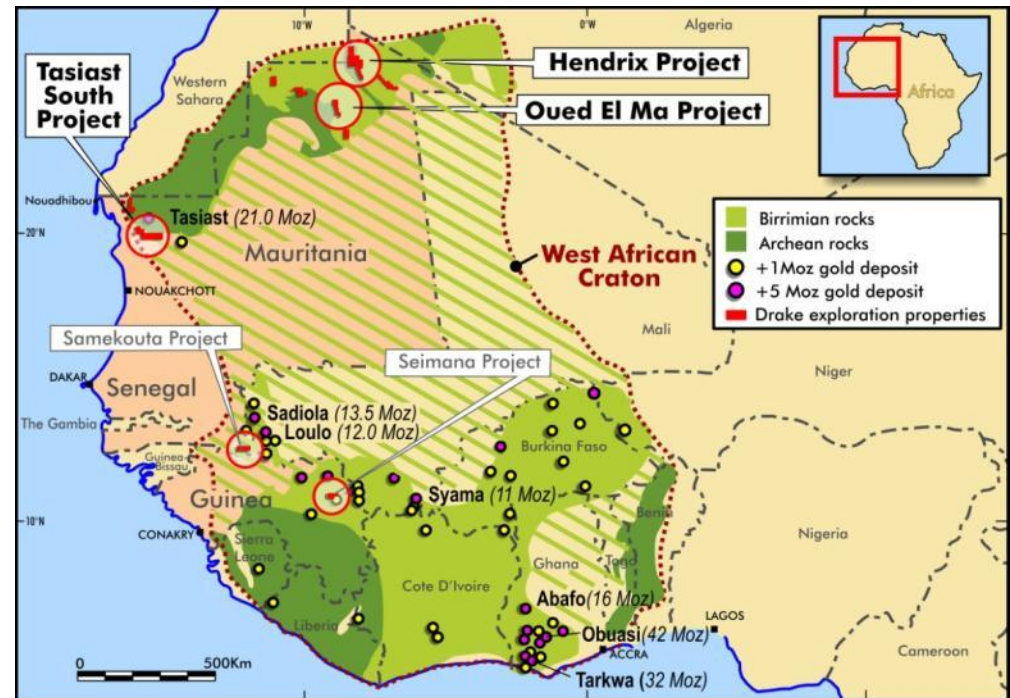 10°W
0°W
Algeria
Africa
Western
Sahara
Hendrix Project
Tasiast
South
Project
Oued El Ma Project
Nouadhibou
Tasiast (21.0 Moz)
20°N
Mauritania
West African
Craton
Birrimian rocks
Archean rocks
+1Moz gold deposit
+5 Moz gold deposit
Drake exploration properties
NOUAKCHOTT
Mali
Samekouta Project
Seimana Project
Niger
DAKAR
Senegal
The Gambia
Sadiola (13.5 Moz)
Loulo (12.0 Moz)
Burkina Faso
Guinea
Bissau
Guinea
Syama (11 Moz)
Benin
10°N
CONAKRY
Sierra
Leone
Ghana
Togo
Nigeria
Cote D'Ivoire
Abafo (16 Moz)
Liberia
Obuasi (42 Moz)
LAGOS
ACCRA
Cameroon
0 500Km
Tarkwa (32 Moz)